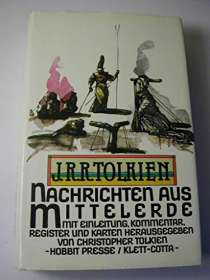 J.R.R.TOLKIEN
NACHRICHTEN AUS
MITTELERDE
MIT EINLEITUNG, KOMMENTAR,
REGISTER UND KARTEN HERAUSGEGEBEN
VON CHRISTOPHER TOLKIEN
-HOBBIT PRESSE / KLETT-COTTA-